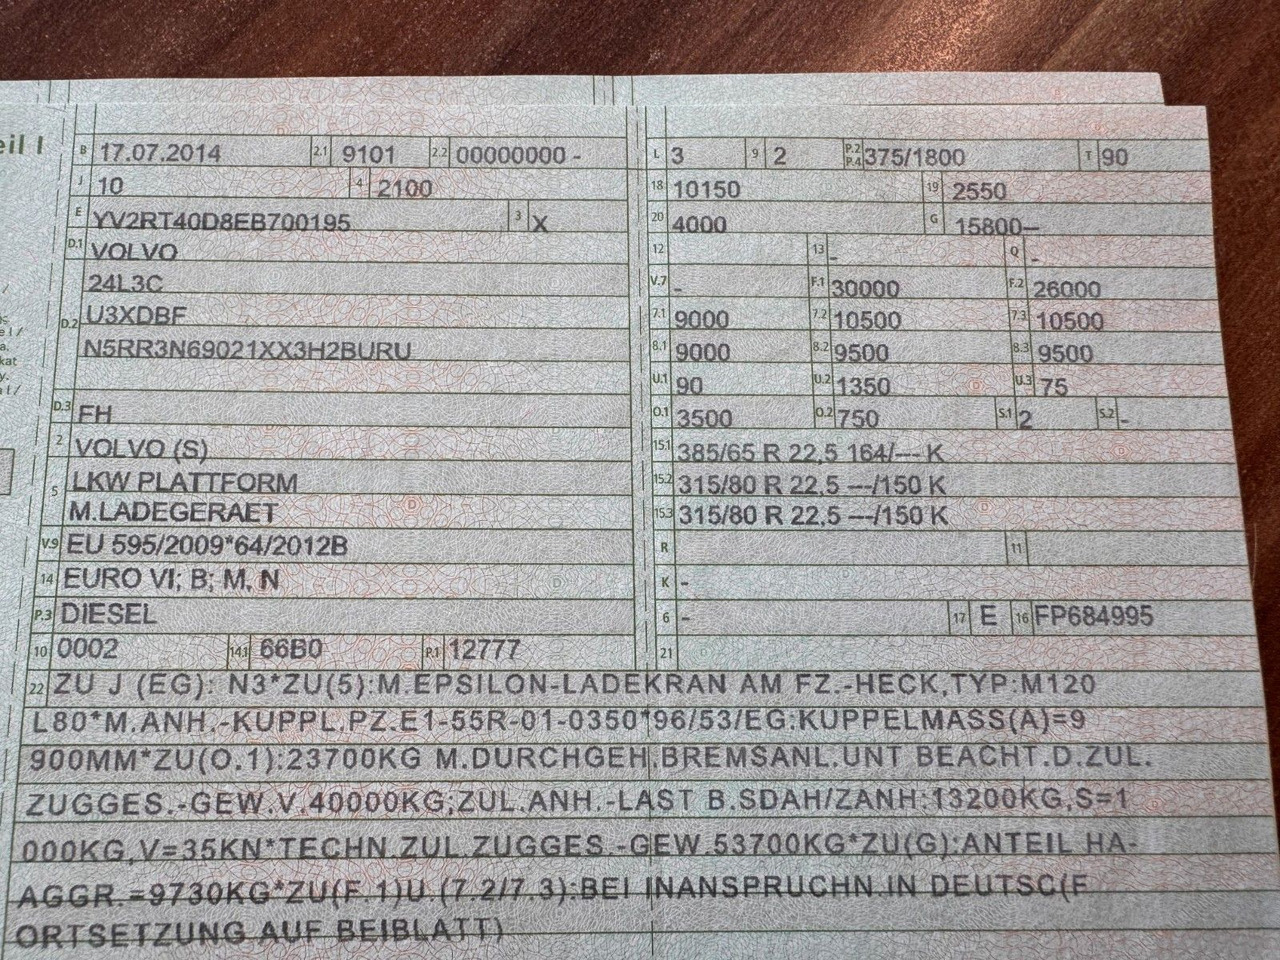 eil I
B 17.07.2014 2.1 9101 2.2 00000000 -
J 10 4 2100
E YV2RT40D8EB700195 3 X
D.1 VOLVO
24L3C
D.2 U3XDBF
N5RR3N69021XX3H2BURU
D.3 FH
2 VOLVO (S)
5 LKW PLATTFORM
M.LADEGERAET
V.9 EU 595/2009*64/2012B
14 EURO VI; B; M, N
P.3 DIESEL
10 0002 14.1 66B0 P.1 12777
L 3 9 2 P.2 P.4 375/1800 T 90
18 10150 19 2550
20 4000 G 15800–
12 13 - Q -
V.7 - F.1 30000 F.2 26000
7.1 9000 7.2 10500 7.3 10500
8.1 9000 8.2 9500 8.3 9500
U.1 90 U.2 1350 U.3 75
O.1 3500 O.2 750 S.1 2 S.2 -
15.1 385/65 R 22,5 164/--- K
15.2 315/80 R 22,5 ---/150 K
15.3 315/80 R 22,5 ---/150 K
R 11
K -
6 - 17 E 16 FP684995
21
22 ZU J (EG): N3*ZU(5):M.EPSILON-LADEKRAN AM FZ.-HECK,TYP:M120
L80*M.ANH.-KUPPL.PZ.E1-55R-01-0350*96/53/EG:KUPPELMASS(A)=9
900MM*ZU(O.1):23700KG M.DURCHGEH.BREMSANL.UNT BEACHT.D.ZUL.
ZUGGES.-GEW.V.40000KG;ZUL.ANH.-LAST B.SDAH/ZANH:13200KG,S=1
000KG,V=35KN*TECHN.ZUL.ZUGGES.-GEW.53700KG*ZU(G):ANTEIL HA-
AGGR.=9730KG*ZU(F.1)U.(7.2/7.3):BEI INANSPRUCHN.IN DEUTSC(F
ORTSETZUNG AUF BEIBLATT)